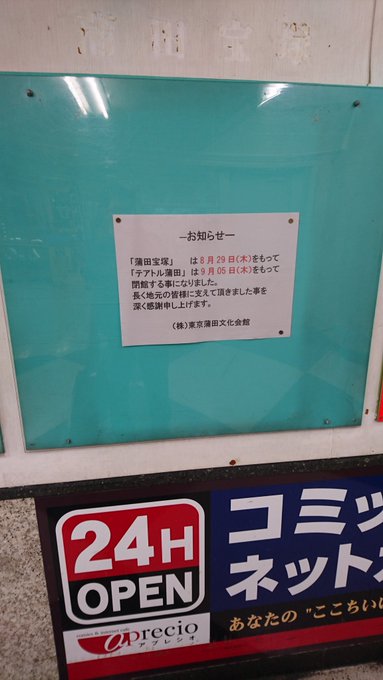 ―お知らせ―
「蒲田宝塚」 は８月29日(木)をもって
「テアトル蒲田」 は９月05日(木)をもって
閉館する事になりました。
長く地元の皆様に支えて頂きました事を
深く感謝申し上げます。
(株)東京蒲田文化会館
24H
OPEN
コミッ
ネット
あなたの "ここちい
comics & internet cafe
aprecio
アプレシオ